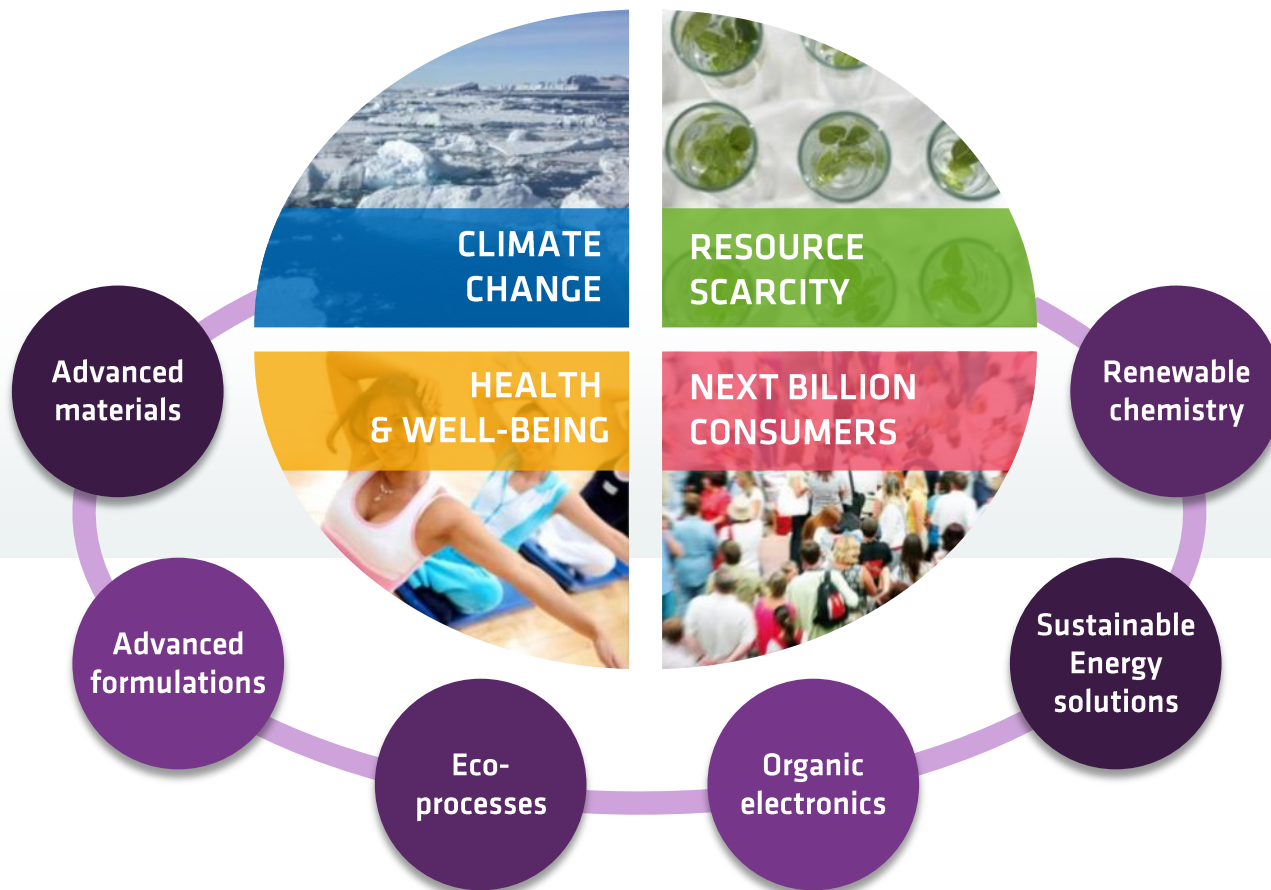 CLIMATE
CHANGE
RESOURCE
SCARCITY
HEALTH
& WELL-BEING
NEXT BILLION
CONSUMERS
Advanced
materials
Advanced
formulations
Eco-
processes
Organic
electronics
Sustainable
Energy
solutions
Renewable
chemistry